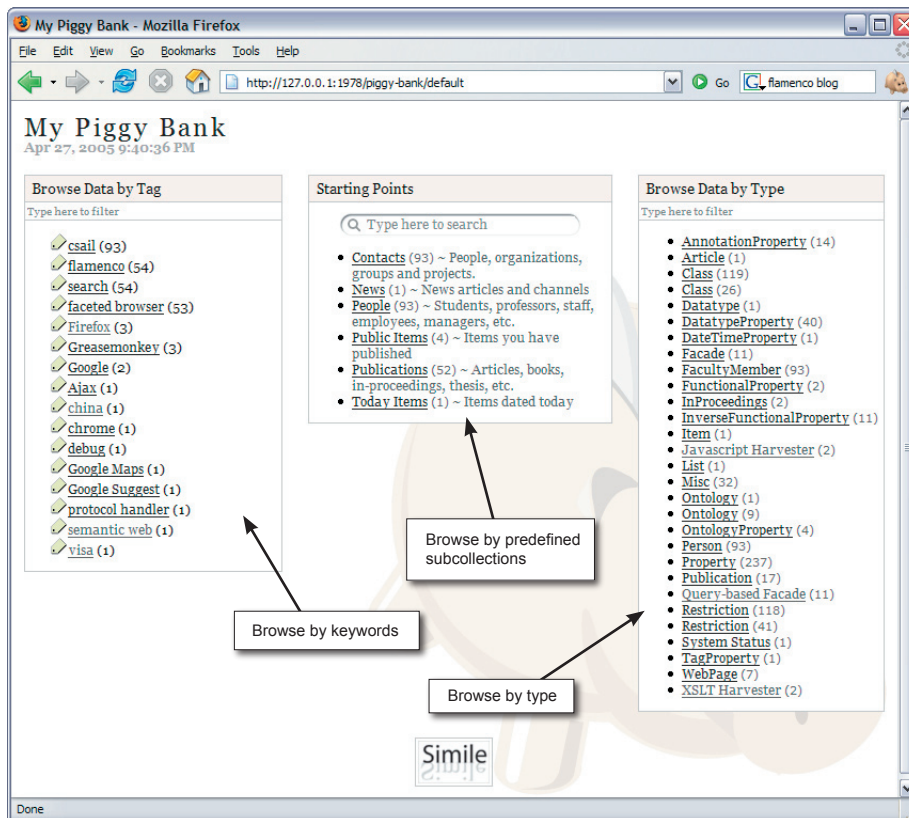 My Piggy Bank - Mozilla Firefox
File Edit View Go Bookmarks Tools Help
http://127.0.0.1:1978/piggy-bank/default
Go
G flamenco blog
My Piggy Bank
Apr 27, 2005 9:40:36 PM
Browse Data by Tag
Type here to filter
csail (93)
flamenco (54)
search (54)
faceted browser (53)
Firefox (3)
Greasemonkey (3)
Google (2)
Ajax (1)
china (1)
chrome (1)
debug (1)
Google Maps (1)
Google Suggest (1)
protocol handler (1)
semantic web (1)
visa (1)
Browse by keywords
Starting Points
Type here to search
Contacts (93) ~ People, organizations,
groups and projects.
News (1) ~ News articles and channels
People (93) ~ Students, professors, staff,
employees, managers, etc.
Public Items (4) ~ Items you have
published
Publications (52) ~ Articles, books,
in-proceedings, thesis, etc.
Today Items (1) ~ Items dated today
Browse by predefined
subcollections
Browse Data by Type
Type here to filter
AnnotationProperty (14)
Article (1)
Class (119)
Class (26)
Datatype (1)
DatatypeProperty (40)
DateTimeProperty (1)
Facade (11)
FacultyMember (93)
FunctionalProperty (2)
InProceedings (2)
InverseFunctionalProperty (11)
Item (1)
Javascript Harvester (2)
List (1)
Misc (32)
Ontology (1)
Ontology (9)
OntologyProperty (4)
Person (93)
Property (237)
Publication (17)
Query-based Facade (11)
Restriction (118)
Restriction (41)
System Status (1)
TagProperty (1)
WebPage (7)
XSLT Harvester (2)
Browse by type
Simile
Done